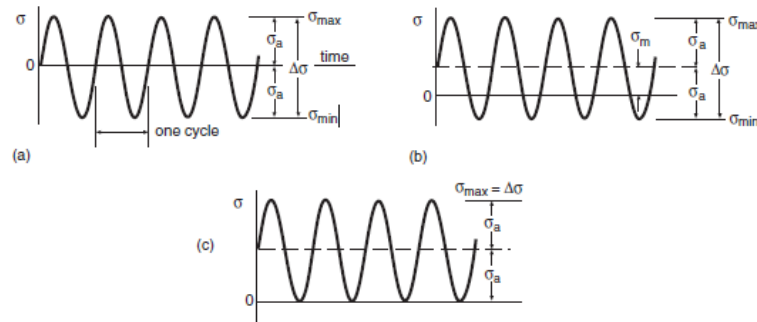 σ
0
σa
σa
Δσ
σmax
time
σmin
one cycle
(a)
σ
0
σm
σa
σa
Δσ
σmax
σmin
(b)
σ
0
σmax = Δσ
σa
σa
(c)